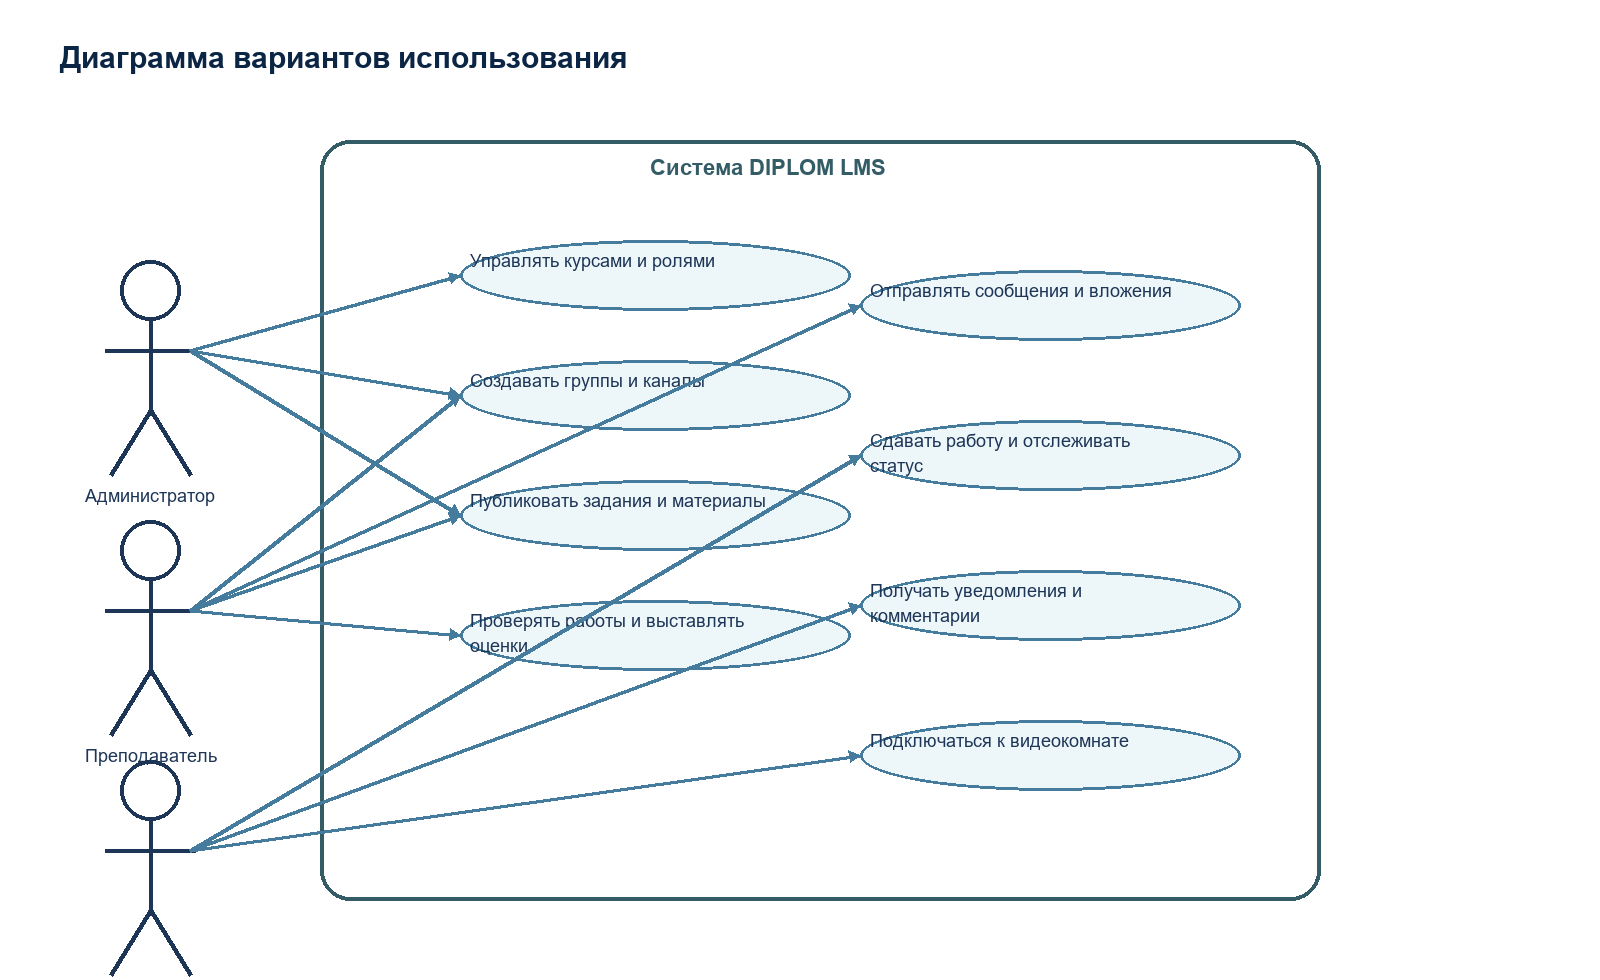 Диаграмма вариантов использования
Система DIPLOM LMS
Управлять курсами и ролями
Отправлять сообщения и вложения
Создавать группы и каналы
Сдавать работу и отслеживать
статус
Публиковать задания и материалы
Проверять работы и выставлять
оценки
Получать уведомления и
комментарии
Подключаться к видеокомнате
Администратор
Преподаватель